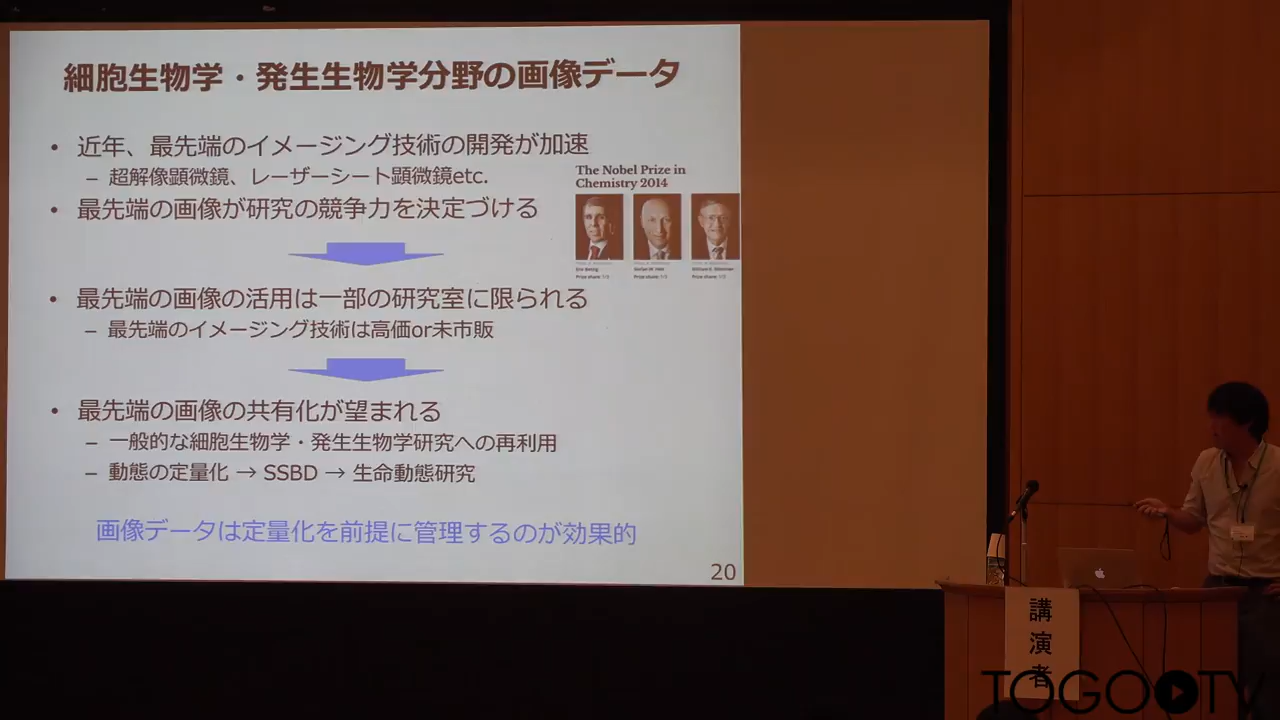 細胞生物学・発生生物学分野の画像データ
• 近年、最先端のイメージング技術の開発が加速
– 超解像顕微鏡、レーザーシート顕微鏡etc.
• 最先端の画像が研究の競争力を決定づける
The Nobel Prize in
Chemistry 2014
Prize share: Prize share: Prize share:
• 最先端の画像の活用は一部の研究室に限られる
– 最先端のイメージング技術は高価or未市販
• 最先端の画像の共有化が望まれる
– 一般的な細胞生物学・発生生物学研究への再利用
– 動態の定量化 → SSBD → 生命動態研究
画像データは定量化を前提に管理するのが効果的
20
講演者
TOGOTV